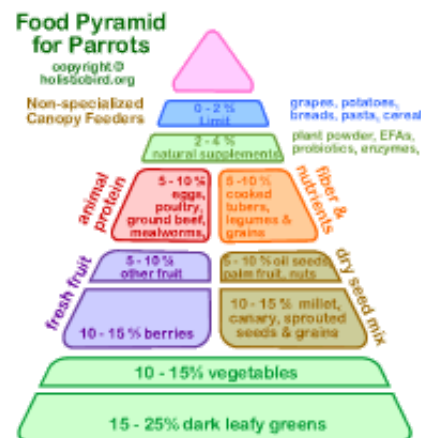 Food Pyramid
for Parrots
copyright ©
holisticbird.org
Non-specialized
Canopy Feeders
0 - 2 %
Limit
grapes, potatoes,
breads, pasta, cereal
2 - 4 %
natural supplements
plant powder, EFAs,
probiotics, enzymes,
animal
protein
5 - 10 %
eggs,
poultry,
ground beef,
mealworms,
5 -10%
cooked
tubers,
legumes &
grains
fiber &
nutrients
fresh fruit
5 - 10 %
other fruit
5 - 10 % oil seeds
palm fruit, nuts
dry seed mix
10 - 15 % berries
10 - 15 % millet,
canary, sprouted
seeds & grains
10 - 15% vegetables
15 - 25% dark leafy greens